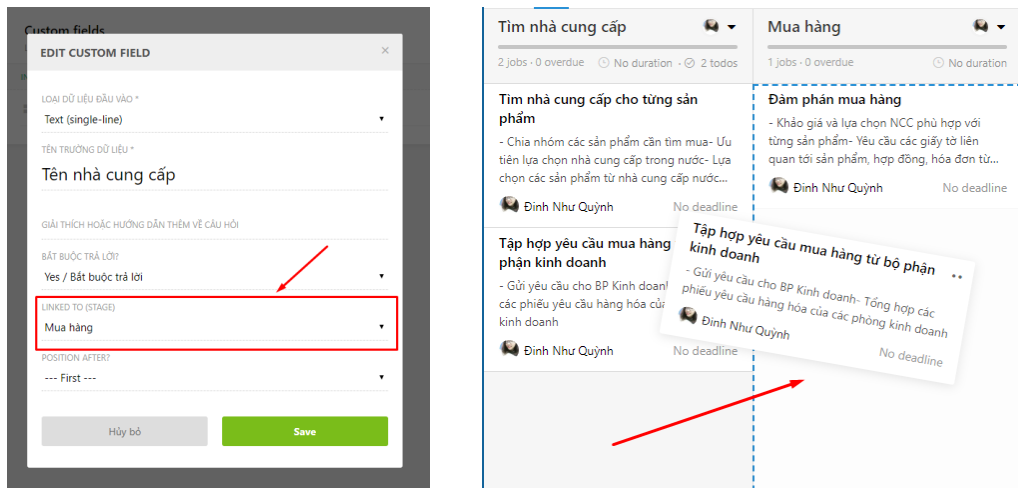 Custom fields
EDIT CUSTOM FIELD
×
LOẠI DỮ LIỆU ĐẦU VÀO *
Text (single-line)
TÊN TRƯỜNG DỮ LIỆU *
Tên nhà cung cấp
GIẢI THÍCH HOẶC HƯỚNG DẪN THÊM VỀ CÂU HỎI
BẮT BUỘC TRẢ LỜI?
Yes / Bắt buộc trả lời
LINKED TO (STAGE)
Mua hàng
POSITION AFTER?
--- First ---
Hủy bỏ
Save
Tìm nhà cung cấp
2 jobs · 0 overdue
No duration ·
2 todos
Tìm nhà cung cấp cho từng sản
phẩm
- Chia nhóm các sản phẩm cần tìm mua- Ưu
tiên lựa chọn nhà cung cấp trong nước- Lựa
chọn các sản phẩm từ nhà cung cấp nước...
Đinh Như Quỳnh
No deadline
Tập hợp yêu cầu mua hàng
phận kinh doanh
- Gửi yêu cầu cho BP Kinh doanh
các phiếu yêu cầu hàng hóa của
kinh doanh
Đinh Như Quỳnh
No deadline
Mua hàng
1 jobs · 0 overdue
No duration
Đàm phán mua hàng
- Khảo giá và lựa chọn NCC phù hợp với
từng sản phẩm- Yêu cầu các giấy tờ liên
quan tới sản phẩm, hợp đồng, hóa đơn từ...
Đinh Như Quỳnh
No deadline
Tập hợp yêu cầu mua hàng từ bộ phận
kinh doanh
- Gửi yêu cầu cho BP Kinh doanh- Tổng hợp các
phiếu yêu cầu hàng hóa của các phòng kinh doanh
Đinh Như Quỳnh
No deadline